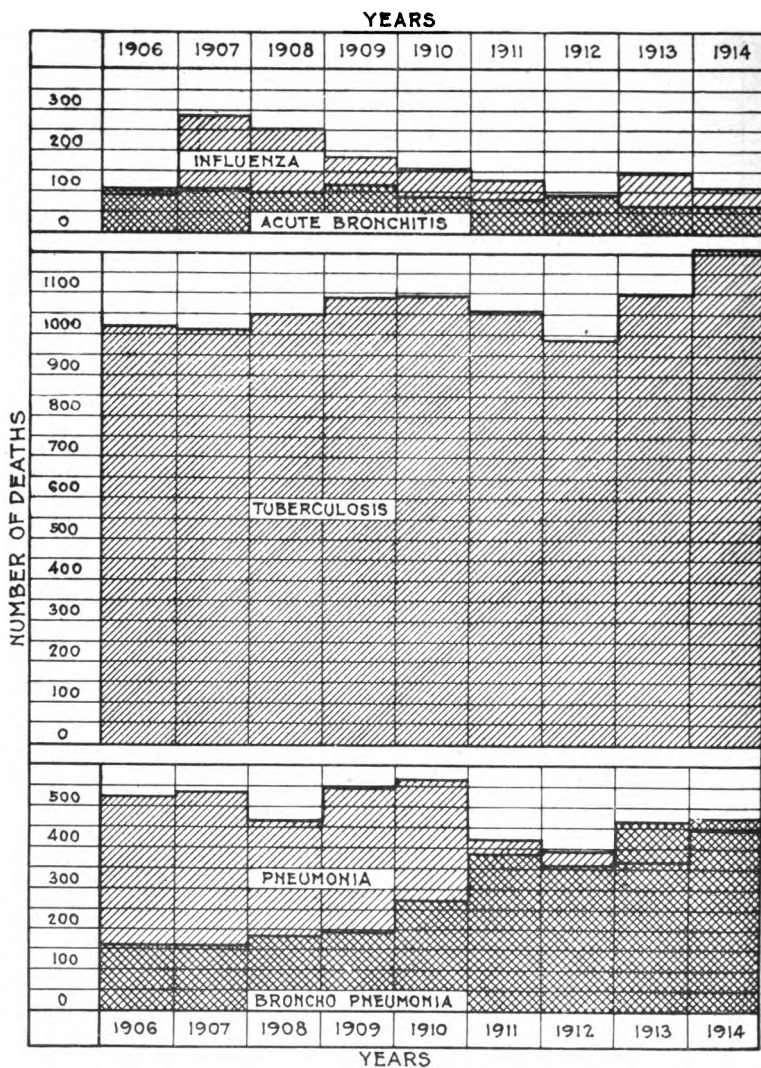 YEARS
1906 1907 1908 1909 1910 1911 1912 1913 1914
300
200
INFLUENZA
100
0
ACUTE BRONCHITIS
1100
1000
900
800
700
600
TUBERCULOSIS
500
400
300
200
100
0
NUMBER OF DEATHS
500
400
PNEUMONIA
300
200
100
0
BRONCHO PNEUMONIA
1906 1907 1908 1909 1910 1911 1912 1913 1914
YEARS